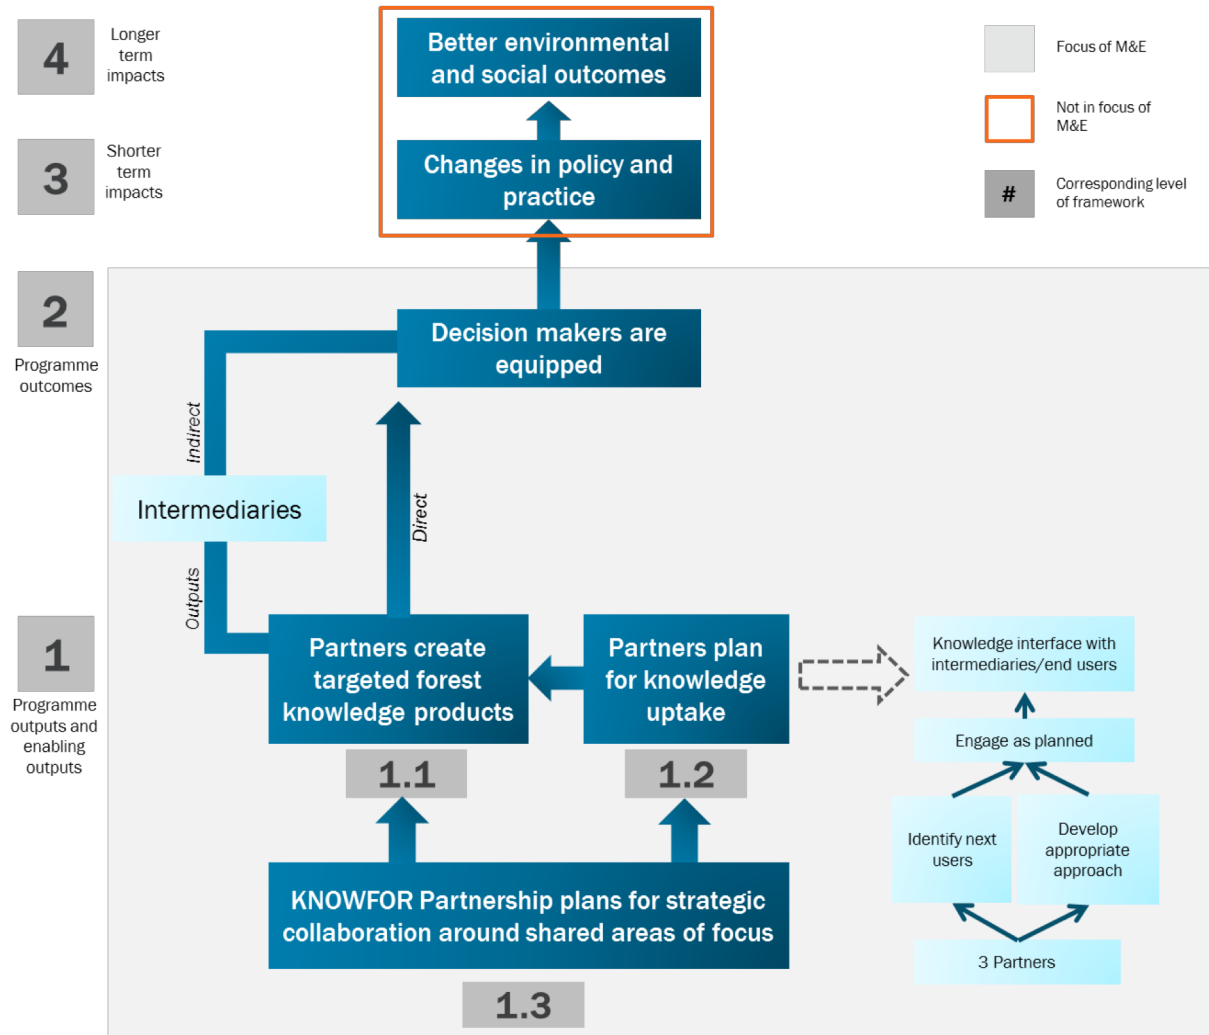 4
Longer
term
impacts
Better environmental
and social outcomes
Focus of M&E
3
Shorter
term
impacts
Changes in policy and
practice
Not in focus of
M&E
#
Corresponding level
of framework
2
Programme
outcomes
Decision makers are
equipped
Indirect
Intermediaries
Direct
Outputs
1
Programme
outputs and
enabling
outputs
Partners create
targeted forest
knowledge products
Partners plan
for knowledge
uptake
1.1
1.2
KNOWFOR Partnership plans for strategic
collaboration around shared areas of focus
1.3
Knowledge interface with
intermediaries/end users
Engage as planned
Identify next
users
Develop
appropriate
approach
3 Partners